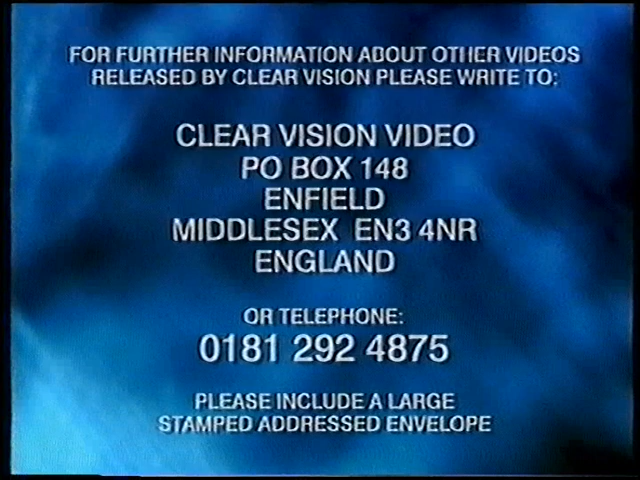 FOR FURTHER INFORMATION ABOUT OTHER VIDEOS
RELEASED BY CLEAR VISION PLEASE WRITE TO:
CLEAR VISION VIDEO
PO BOX 148
ENFIELD
MIDDLESEX EN3 4NR
ENGLAND
OR TELEPHONE:
0181 292 4875
PLEASE INCLUDE A LARGE
STAMPED ADDRESSED ENVELOPE